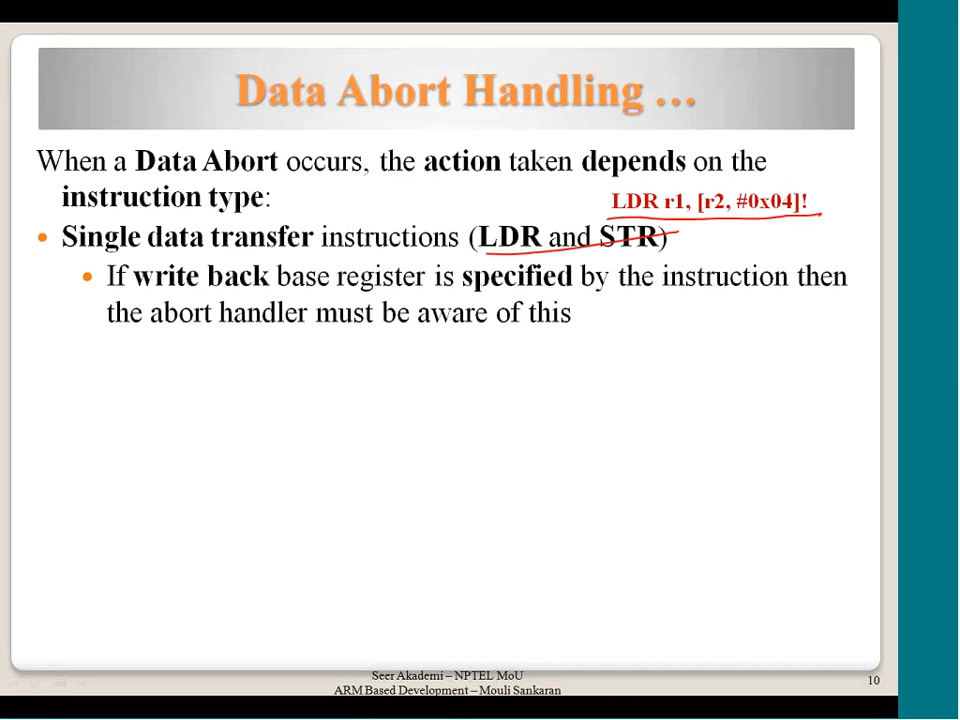 Data Abort Handling ...
When a Data Abort occurs, the action taken depends on the
instruction type:
LDR r1, [r2, #0x04]!
• Single data transfer instructions (LDR and STR)
• If write back base register is specified by the instruction then
the abort handler must be aware of this
Seer Akademi – NPTEL MoU
ARM Based Development – Mouli Sankaran
10